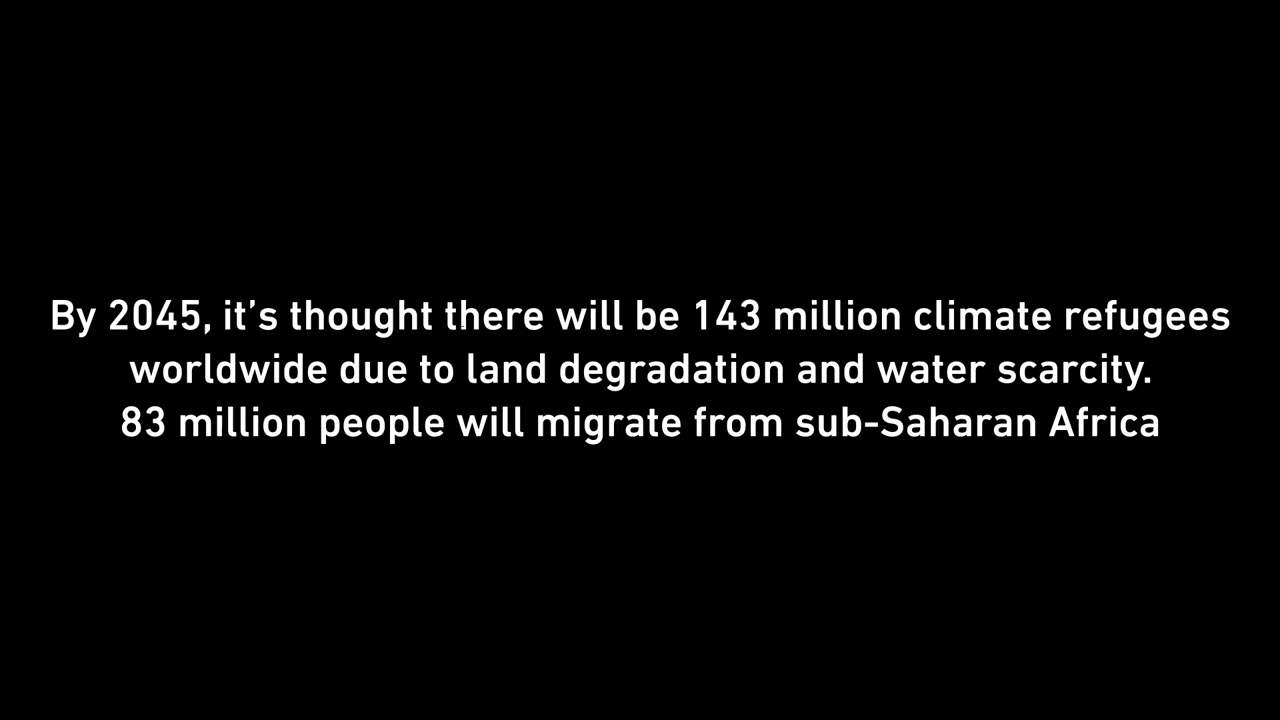 By 2045, it’s thought there will be 143 million climate refugees
worldwide due to land degradation and water scarcity.
83 million people will migrate from sub-Saharan Africa